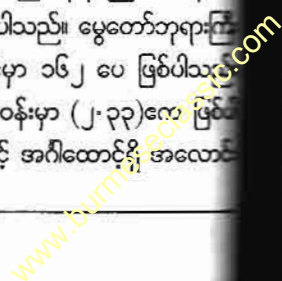 ပါသည်။ မွေတော်ဘုရားကြီး
မှာ ၁၆၂ ပေ ဖြစ်ပါသည်
ဝန်းမှာ (၂.၃၃)ဧက ဖြစ်
အင်္ဂါထောင့်ရှိ အလောင်း
www.burmeseclassic.com